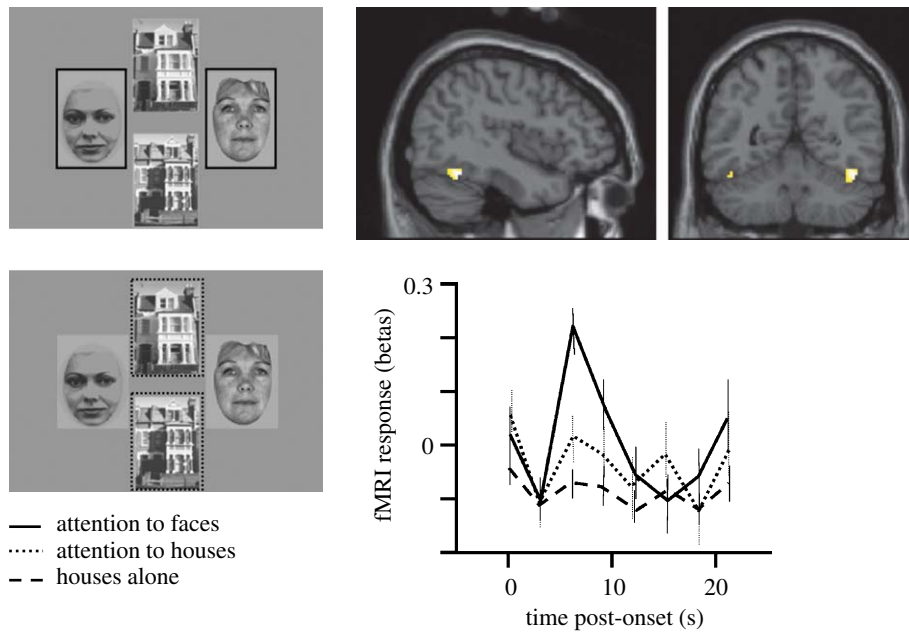 attention to faces
attention to houses
houses alone
0.3
0
fMRI response (betas)
0 10 20
time post-onset (s)